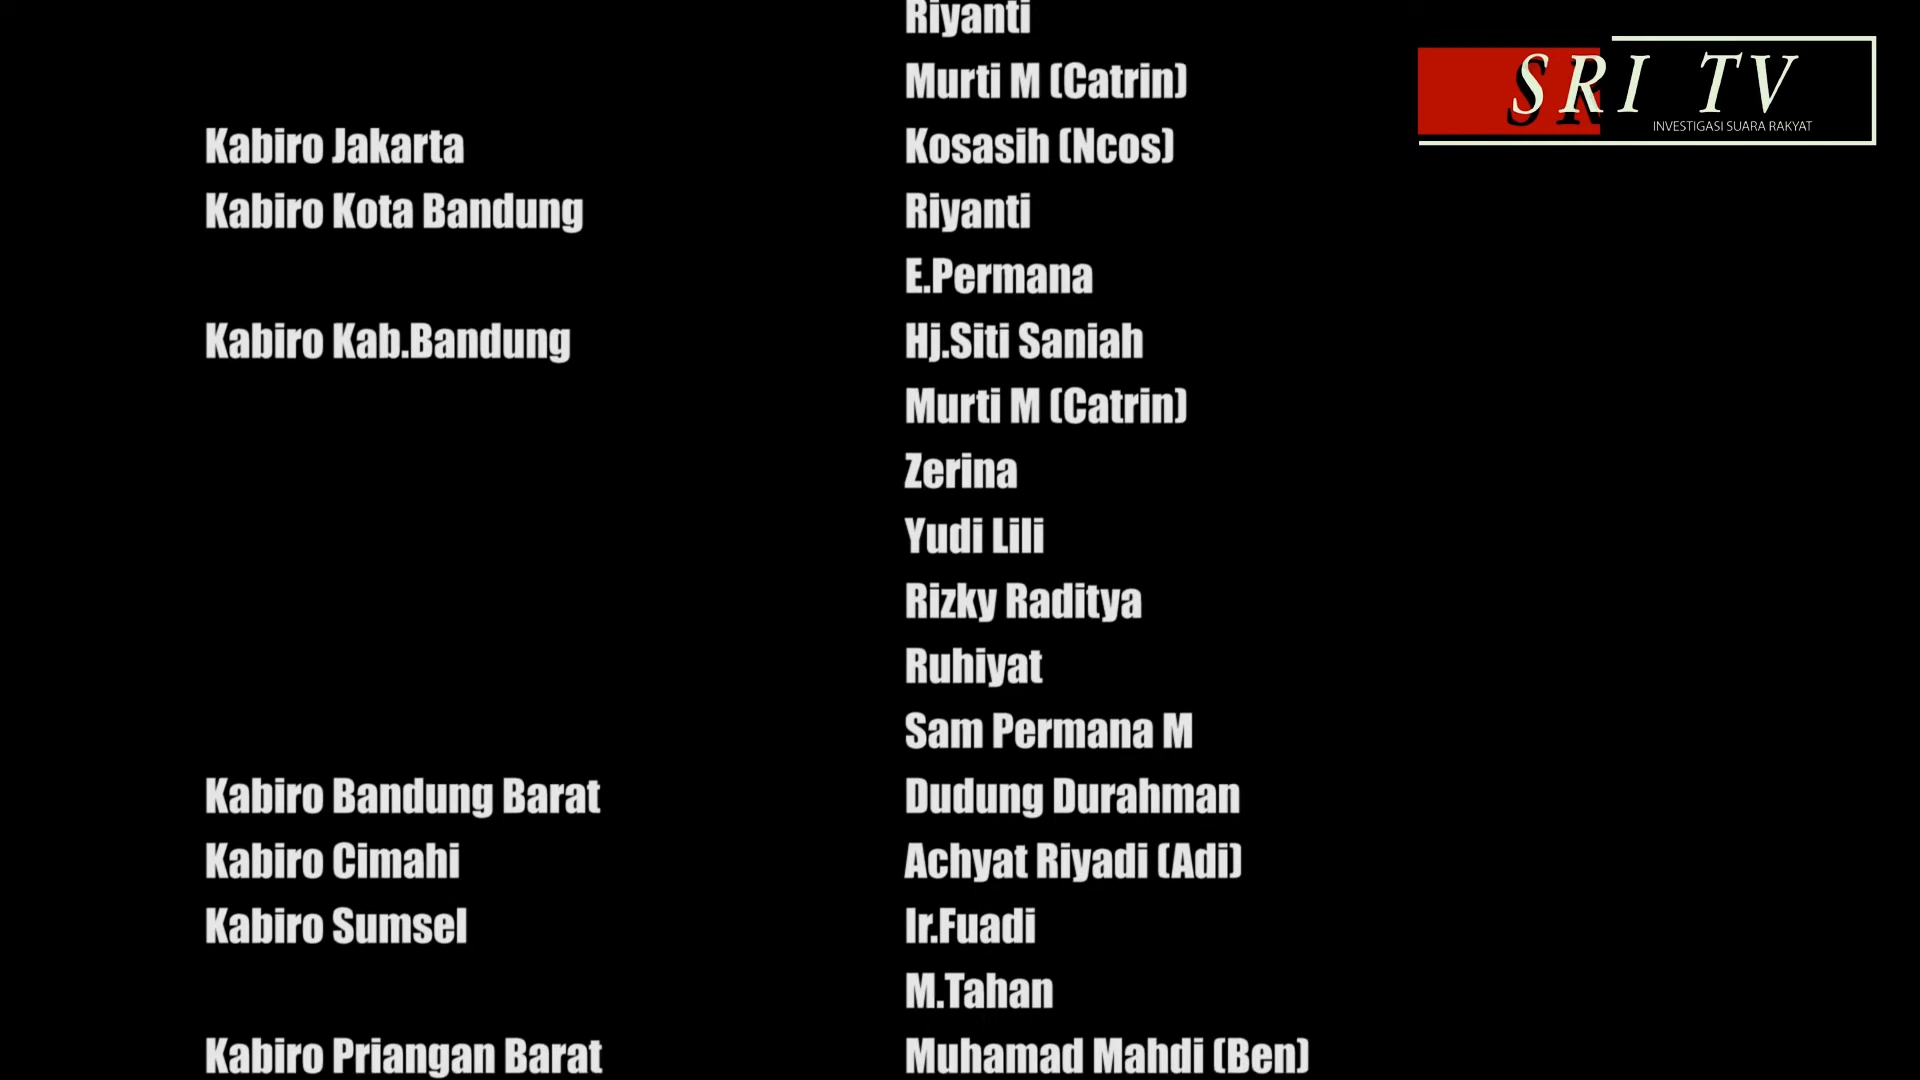 Riyanti
Murti M (Catrin)
SRI TV
INVESTIGASI SUARA RAKYAT
Kabiro Jakarta Kosasih (Ncos)
Kabiro Kota Bandung Riyanti
E.Permana
Kabiro Kab.Bandung Hj.Siti Saniah
Murti M (Catrin)
Zerina
Yudi Lili
Rizky Raditya
Ruhiyat
Sam Permana M
Kabiro Bandung Barat Dudung Durahman
Kabiro Cimahi Achyat Riyadi (Adi)
Kabiro Sumsel Ir.Fuadi
M.Tahan
Kabiro Priangan Barat Muhamad Mahdi (Ben)